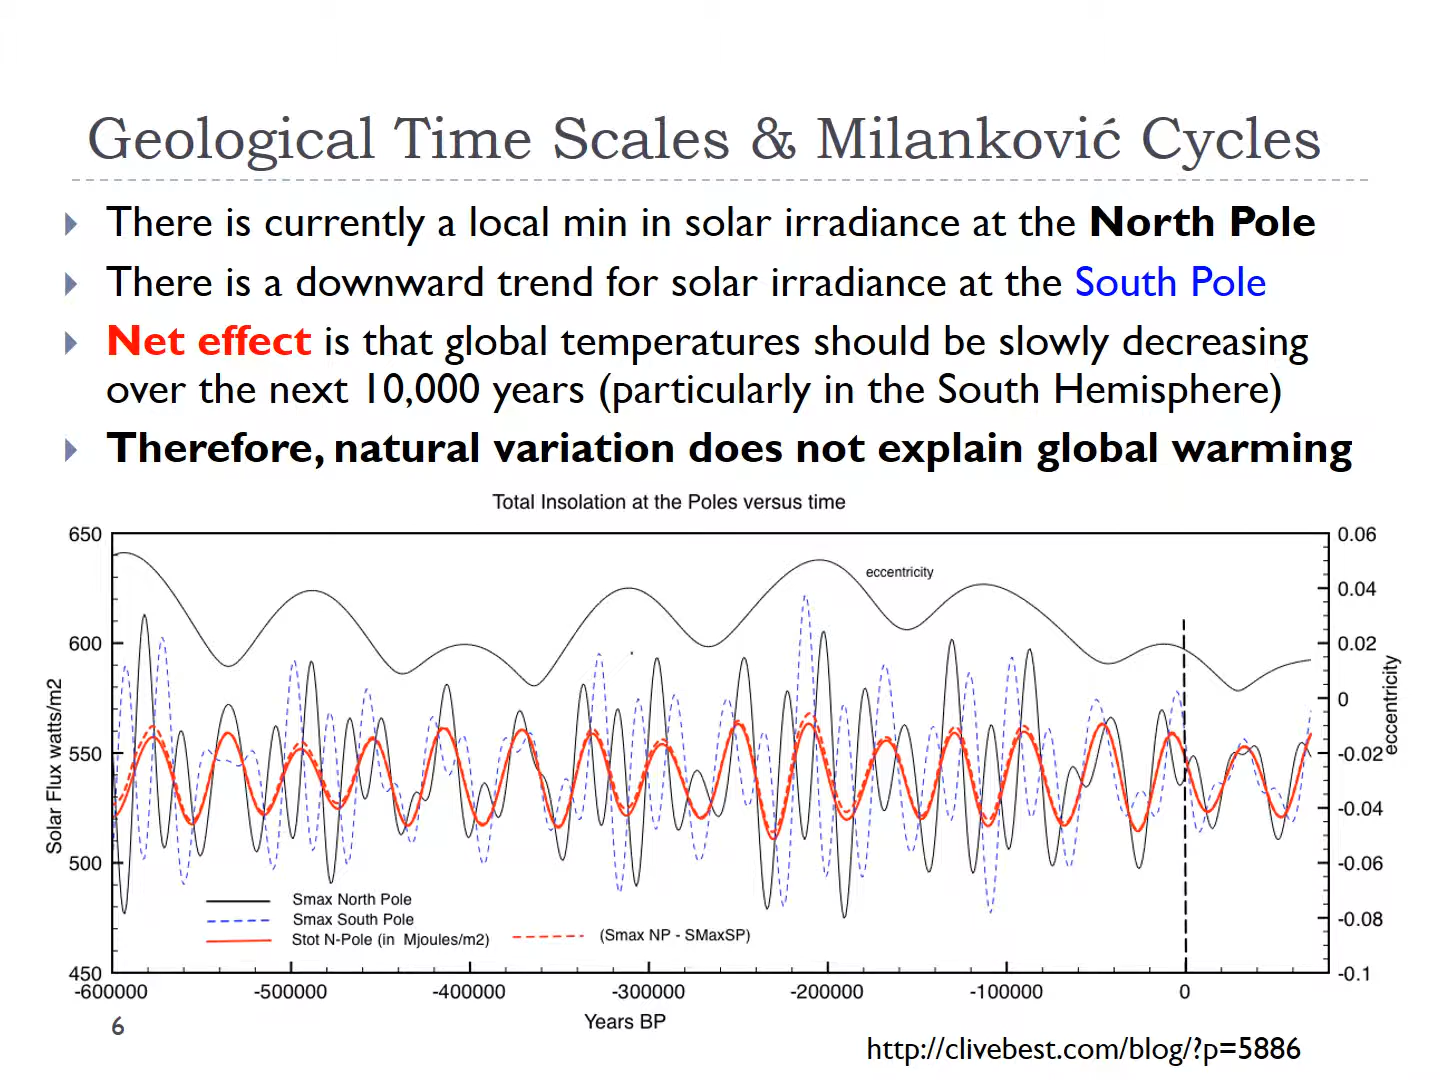 Geological Time Scales & Milanković Cycles
There is currently a local min in solar irradiance at the North Pole
There is a downward trend for solar irradiance at the South Pole
Net effect is that global temperatures should be slowly decreasing
over the next 10,000 years (particularly in the South Hemisphere)
Therefore, natural variation does not explain global warming
Total Insolation at the Poles versus time
650
600
550
500
450
Solar Flux watts/m2
0.06
0.04
0.02
0
-0.02
-0.04
-0.06
-0.08
-0.1
eccentricity
eccentricity
Smax North Pole
Smax South Pole
Stot N-Pole (in Mjoules/m2)
(Smax NP - SMaxSP)
-600000 -500000 -400000 -300000 -200000 -100000 0
Years BP
6
http://clivebest.com/blog/?p=5886